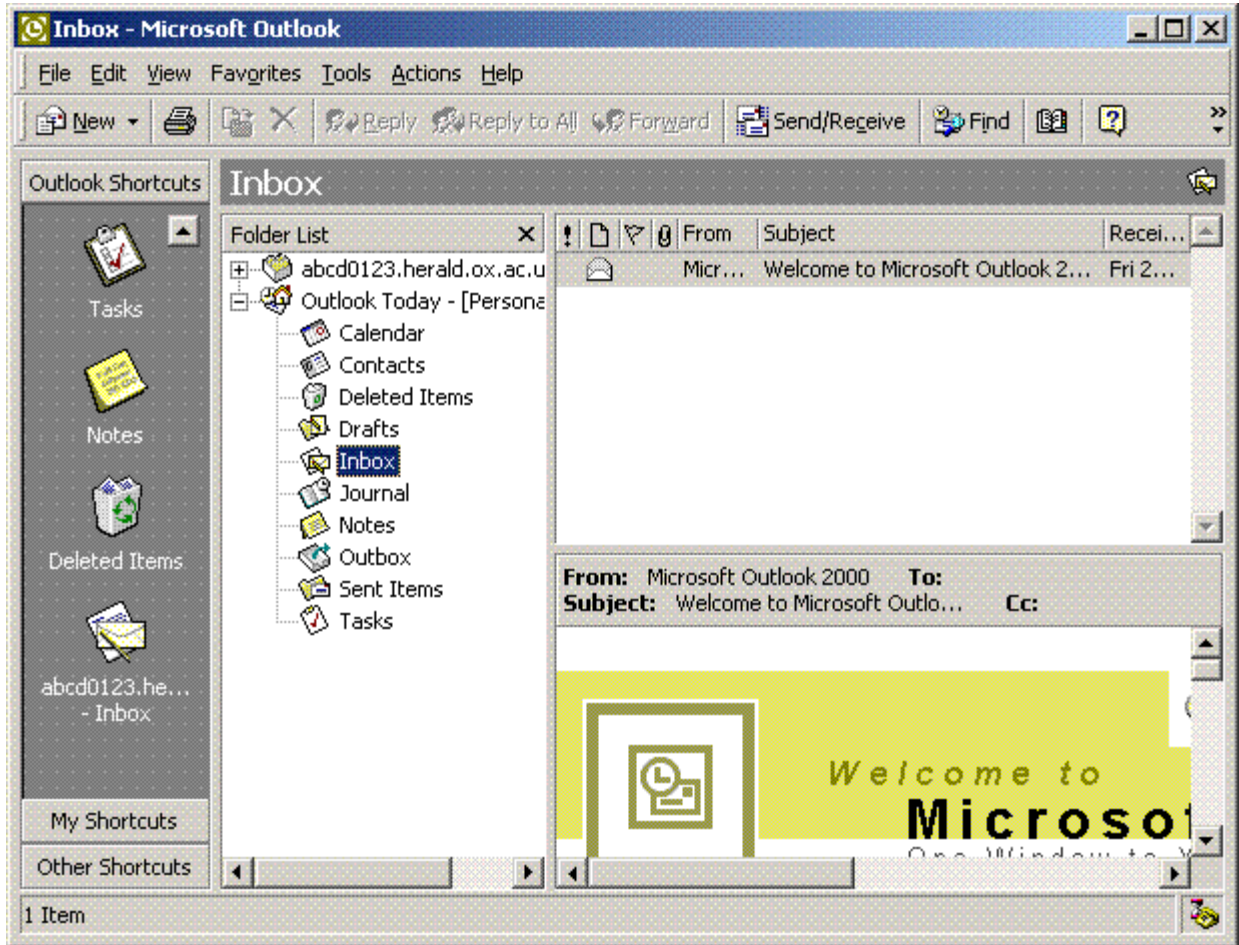 Inbox - Microsoft Outlook
File Edit View Favorites Tools Actions Help
New Reply Reply to All Forward Send/Receive Find
Outlook Shortcuts
Tasks
Notes
Deleted Items
abcd0123.he...
- Inbox
My Shortcuts
Other Shortcuts
Inbox
Folder List
abcd0123.herald.ox.ac.u
Outlook Today - [Persona
Calendar
Contacts
Deleted Items
Drafts
Inbox
Journal
Notes
Outbox
Sent Items
Tasks
From Subject Recei...
Micr... Welcome to Microsoft Outlook 2... Fri 2...
From: Microsoft Outlook 2000 To:
Subject: Welcome to Microsoft Outlo... Cc:
Welcome to
Microsof
1 Item